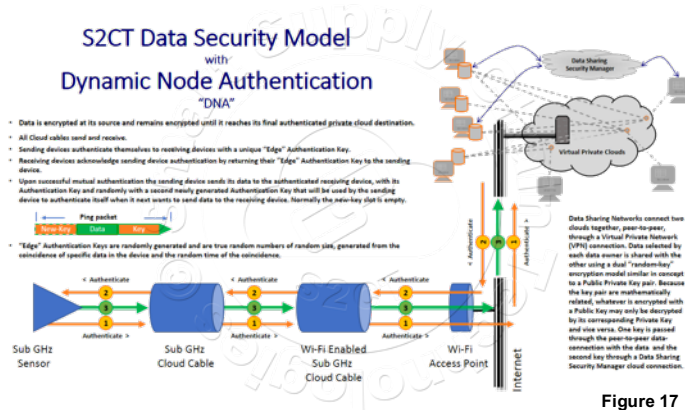 S2CT Data Security Model
with
Dynamic Node Authentication
"DNA"
• Data is encrypted at its source and remains encrypted until it reaches its final authenticated private cloud destination.
• All Cloud cables send and receive.
• Sending devices authenticate themselves to receiving devices with a unique "Edge" Authentication Key.
• Receiving devices acknowledge sending device authentication by returning their "Edge" Authentication Key to the sending
device.
• Upon successful mutual authentication the sending device sends its data to the authenticated receiving device, with its
Authentication Key and randomly with a second newly generated Authentication Key that will be used by the sending
device to authenticate itself when it next wants to send data to the receiving device. Normally the new-key slot is empty.
Ping packet
New-Key Data Key
• "Edge" Authentication Keys are randomly generated and are true random numbers of random size, generated from the
coincidence of specific data in the device and the random time of the coincidence.
Data Sharing
Security Manager
Virtual Private Clouds
< Authenticate
2
3
1
Authenticate >
Data Sharing Networks connect two
clouds together, peer-to-peer,
through a Virtual Private Network
(VPN) connection. Data selected by
each data owner is shared with the
other using a dual "random-key"
encryption model similar in concept
to a Public Private Key pair. Because
the key pair are mathematically
related, whatever is encrypted with
a Public Key may only be decrypted
by its corresponding Private Key
and vice versa. One key is passed
through the peer-to-peer data-
connection with the data and the
second key through a Data Sharing
Security Manager cloud connection.
< Authenticate
2
3
1
Authenticate >
< Authenticate
2
3
1
Authenticate >
< Authenticate
2
3
1
Authenticate >
Sub GHz
Sensor
Sub GHz
Cloud Cable
Wi-Fi Enabled
Sub GHz
Cloud Cable
Wi-Fi
Access Point
Internet
Figure 17